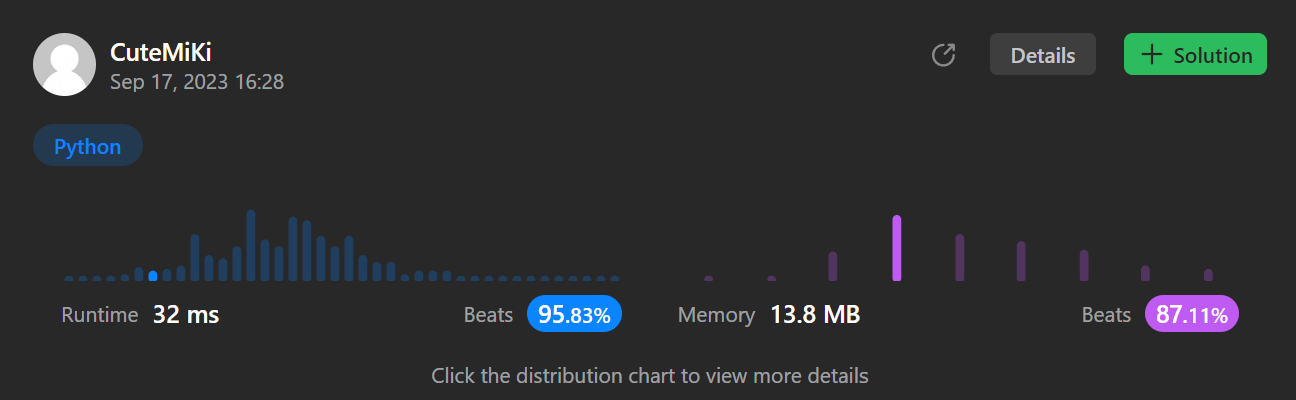 CuteMiKi
Sep 17, 2023 16:28
Details
+ Solution
Python
Runtime 32 ms Beats 95.83% Memory 13.8 MB Beats 87.11%
Click the distribution chart to view more details